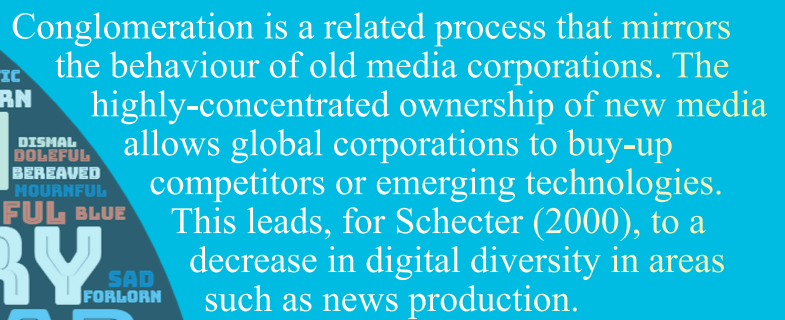 Conglomeration is a related process that mirrors
the behaviour of old media corporations. The
highly-concentrated ownership of new media
allows global corporations to buy-up
competitors or emerging technologies.
This leads, for Schecter (2000), to a
decrease in digital diversity in areas
such as news production.
DISMAL
DOLEFUL
BEREAVED
MOURNFUL
BLUE
SAD
FORLORN